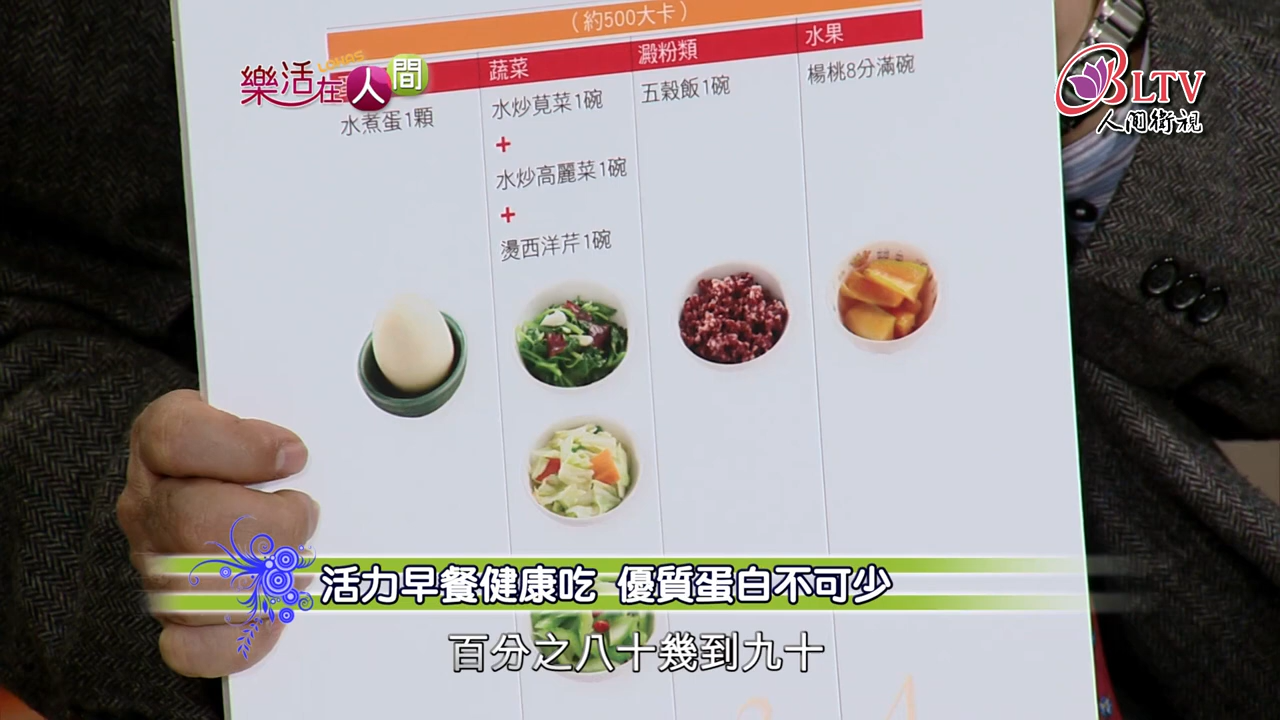 （約500大卡）
蔬菜
澱粉類
水果
水煮蛋1顆
水炒莧菜1碗
+
水炒高麗菜1碗
+
燙西洋芹1碗
五穀飯1碗
楊桃8分滿碗
LOHAS
樂活在人間
BLTV
人間衛視
活力早餐健康吃 優質蛋白不可少
百分之八十幾到九十